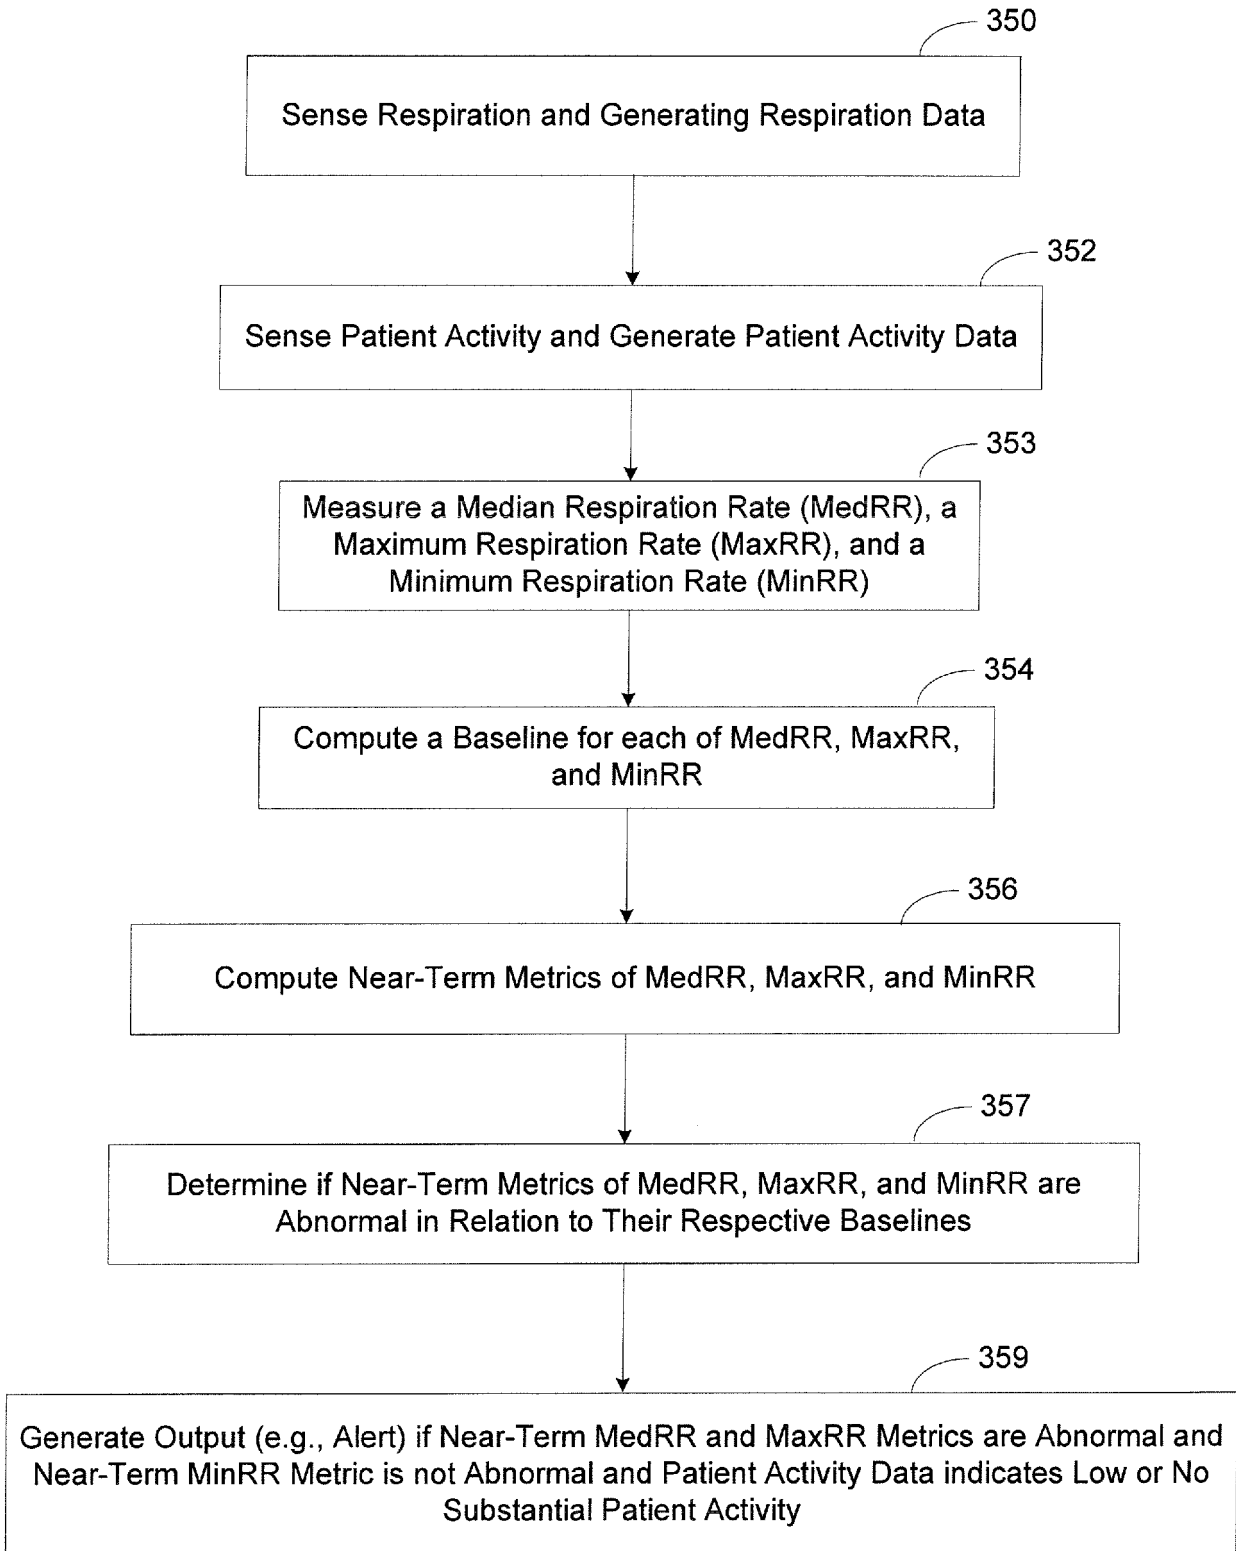 350
Sense Respiration and Generating Respiration Data
352
Sense Patient Activity and Generate Patient Activity Data
353
Measure a Median Respiration Rate (MedRR), a
Maximum Respiration Rate (MaxRR), and a
Minimum Respiration Rate (MinRR)
354
Compute a Baseline for each of MedRR, MaxRR,
and MinRR
356
Compute Near-Term Metrics of MedRR, MaxRR, and MinRR
357
Determine if Near-Term Metrics of MedRR, MaxRR, and MinRR are
Abnormal in Relation to Their Respective Baselines
359
Generate Output (e.g., Alert) if Near-Term MedRR and MaxRR Metrics are Abnormal and
Near-Term MinRR Metric is not Abnormal and Patient Activity Data indicates Low or No
Substantial Patient Activity